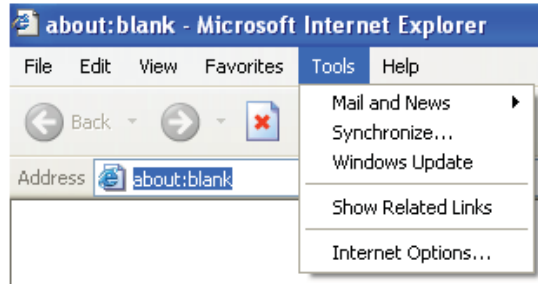 about:blank - Microsoft Internet Explorer
File Edit View Favorites Tools Help
Back
Address about:blank
Mail and News
Synchronize...
Windows Update
Show Related Links
Internet Options...